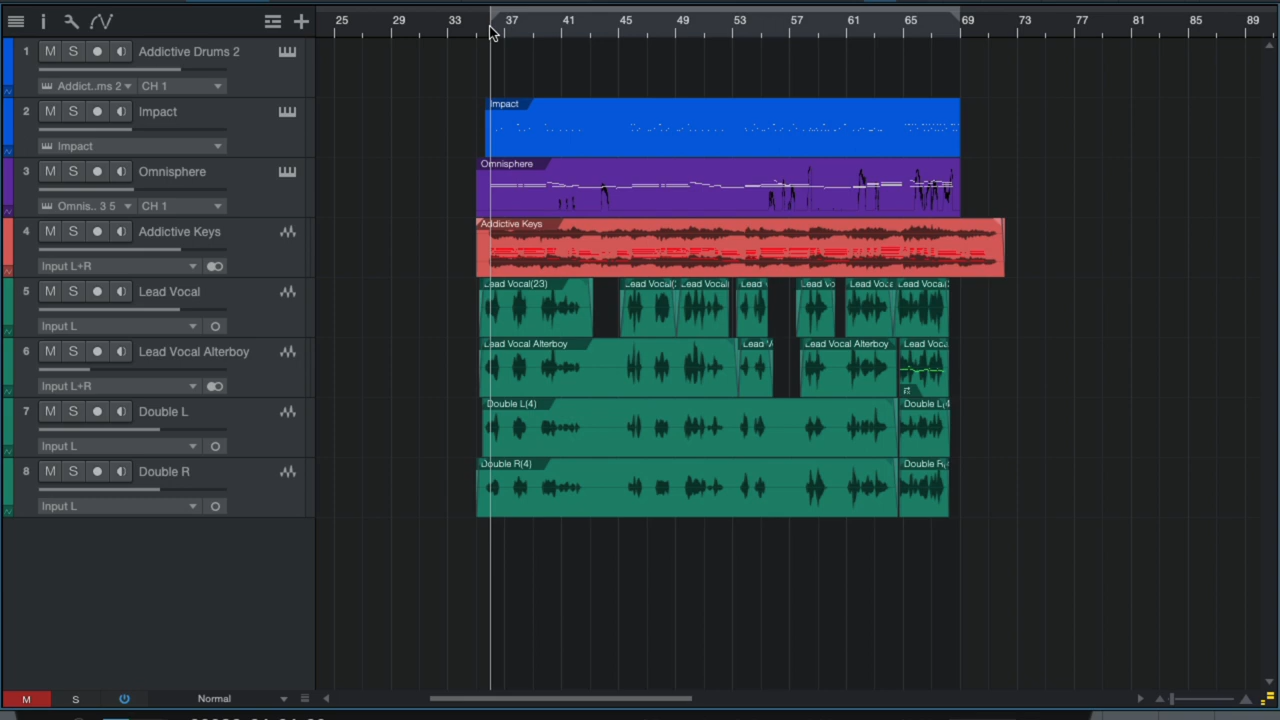 25 29 33 37 41 45 49 53 57 61 65 69 73 77 81 85 89
1 M S Addictive Drums 2
Addict..ms 2 CH 1
2 M S Impact
Impact
3 M S Omnisphere
Omnis.. 3 5 CH 1
4 M S Addictive Keys
Input L+R
5 M S Lead Vocal
Input L
6 M S Lead Vocal Alterboy
Input L+R
7 M S Double L
Input L
8 M S Double R
Input L
Impact
Omnisphere
Addictive Keys
Lead Vocal(23) Lead Vocal( Lead Vocal Lead Lead Vo Lead Voca Lead Vocal
Lead Vocal Alterboy Lead Lead Vocal Alterboy Lead Voc
Double L(4) Double L(4
Double R(4) Double R(
M S Normal